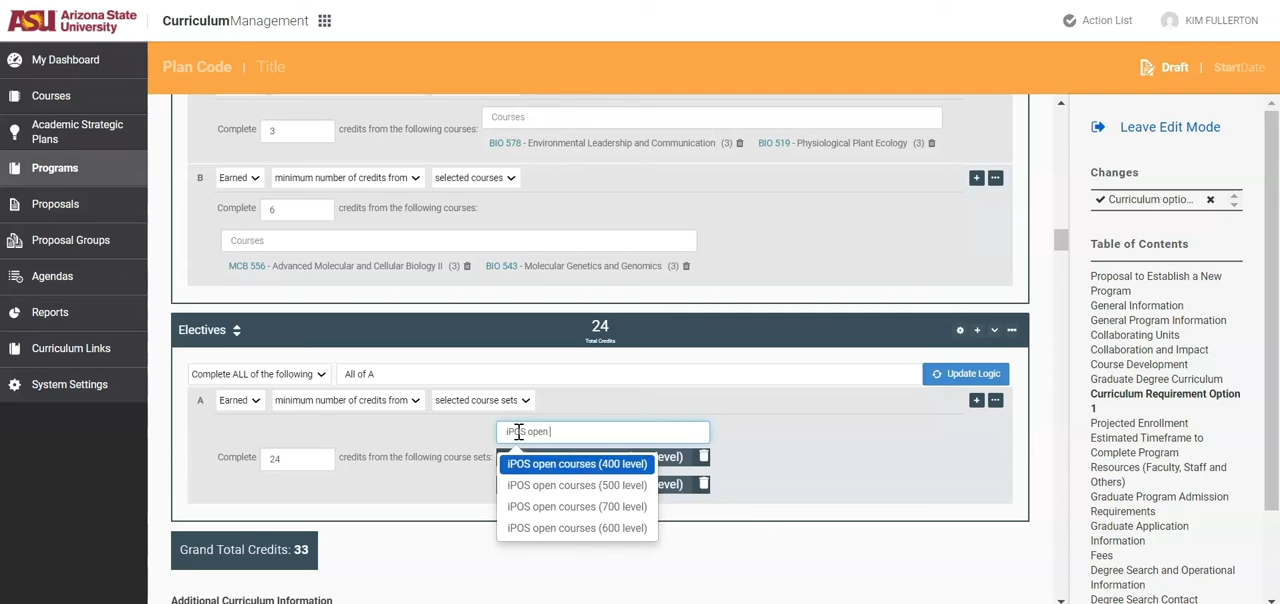 ASU Arizona State University
CurriculumManagement
Action List
KIM FULLERTON
My Dashboard
Courses
Academic Strategic
Plans
Programs
Proposals
Proposal Groups
Agendas
Reports
Curriculum Links
System Settings
Plan Code | Title
Draft | StartDate
Courses
Complete 3 credits from the following courses:
BIO 578 - Environmental Leadership and Communication (3) BIO 519 - Physiological Plant Ecology (3)
B Earned minimum number of credits from selected courses
Complete 6 credits from the following courses:
Courses
MCB 556 - Advanced Molecular and Cellular Biology II (3) BIO 543 - Molecular Genetics and Genomics (3)
Electives 24
Total Credits
Complete ALL of the following All of A Update Logic
A Earned minimum number of credits from selected course sets
iPOS open
Complete 24 credits from the following course sets:
evel)
evel)
iPOS open courses (400 level)
iPOS open courses (500 level)
iPOS open courses (700 level)
iPOS open courses (600 level)
Grand Total Credits: 33
Additional Curriculum Information
Leave Edit Mode
Changes
Curriculum optio...
Table of Contents
Proposal to Establish a New
Program
General Information
General Program Information
Collaborating Units
Collaboration and Impact
Course Development
Graduate Degree Curriculum
Curriculum Requirement Option
1
Projected Enrollment
Estimated Timeframe to
Complete Program
Resources (Faculty, Staff and
Others)
Graduate Program Admission
Requirements
Graduate Application
Information
Fees
Degree Search and Operational
Information
Degree Search Contact